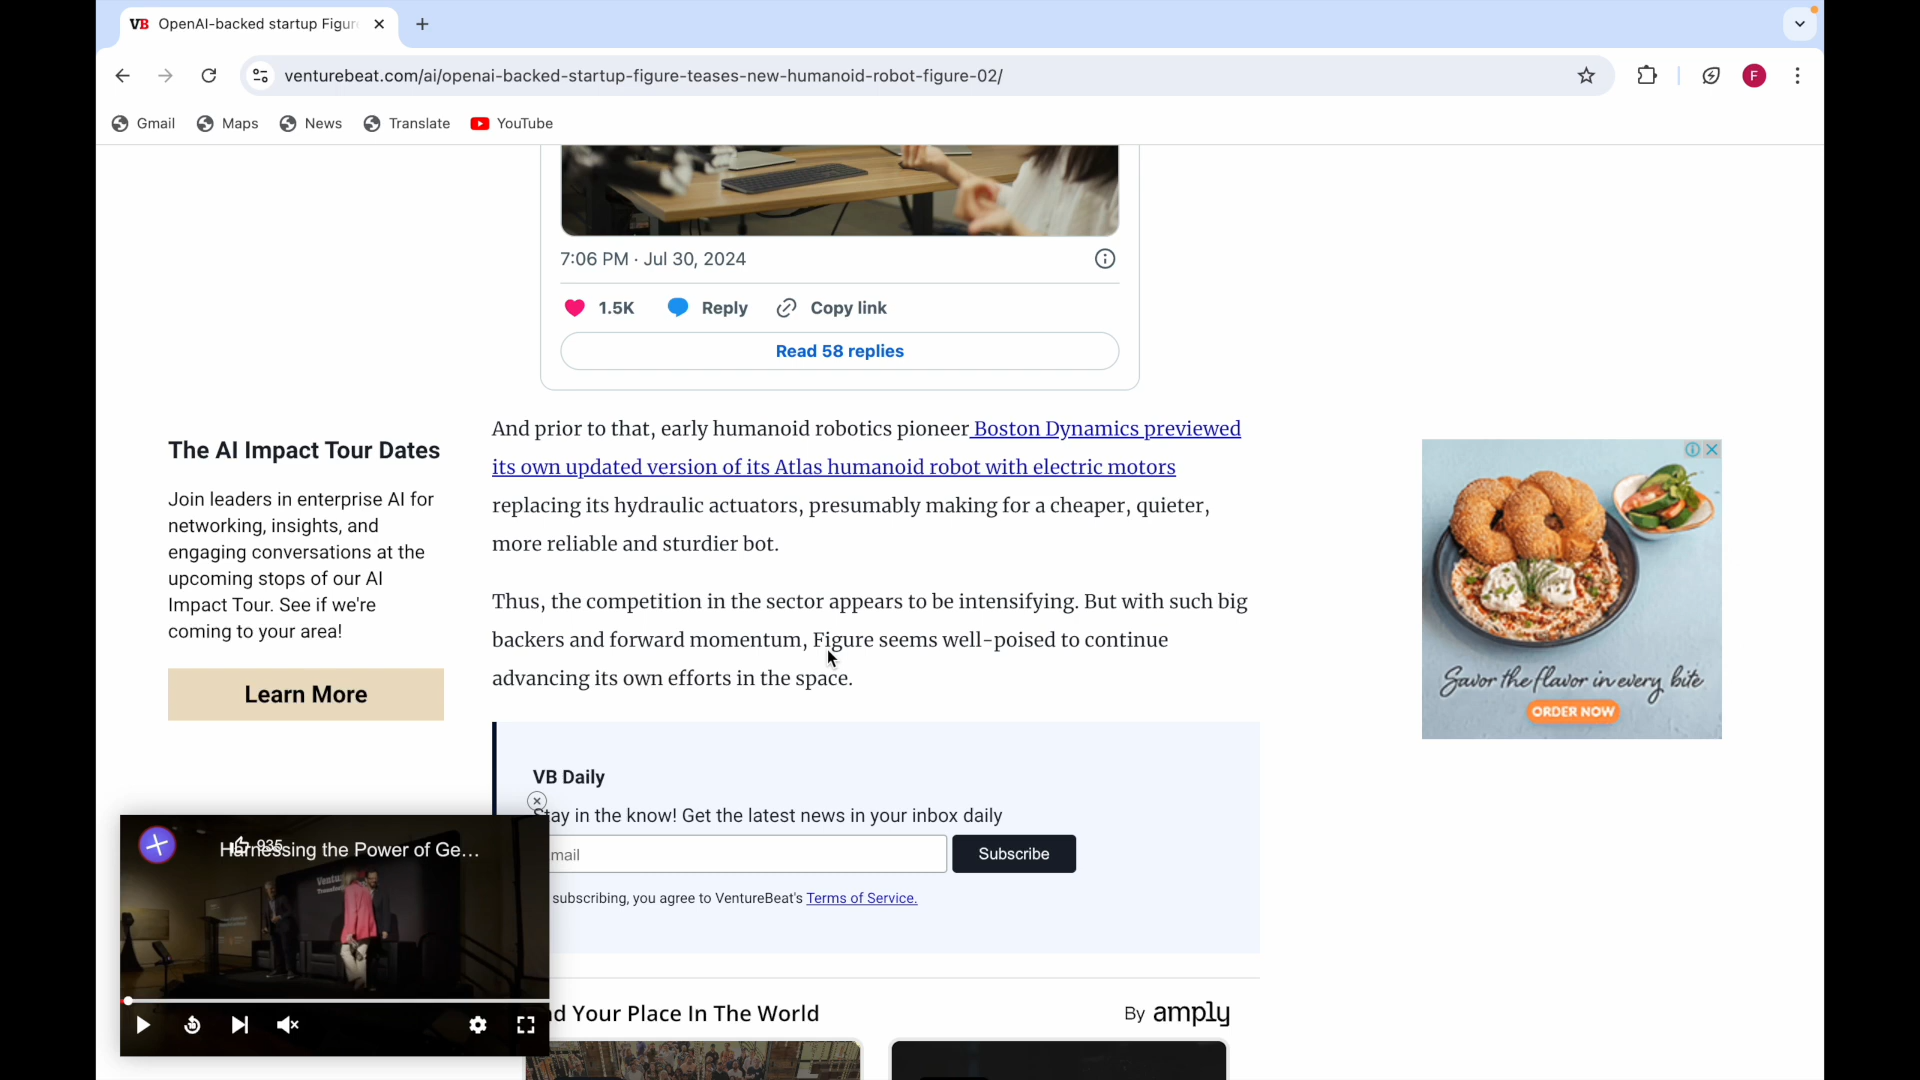 VB OpenAI-backed startup Figur
venturebeat.com/ai/openai-backed-startup-figure-teases-new-humanoid-robot-figure-02/
F
Gmail
Maps
News
Translate
YouTube
7:06 PM · Jul 30, 2024
1.5K
Reply
Copy link
Read 58 replies
And prior to that, early humanoid robotics pioneer Boston Dynamics previewed
its own updated version of its Atlas humanoid robot with electric motors
replacing its hydraulic actuators, presumably making for a cheaper, quieter,
more reliable and sturdier bot.
Thus, the competition in the sector appears to be intensifying. But with such big
backers and forward momentum, Figure seems well-poised to continue
advancing its own efforts in the space.
The AI Impact Tour Dates
Join leaders in enterprise AI for
networking, insights, and
engaging conversations at the
upcoming stops of our AI
Impact Tour. See if we're
coming to your area!
Learn More
Savor the flavor in every bite
ORDER NOW
VB Daily
Stay in the know! Get the latest news in your inbox daily
mail
Subscribe
subscribing, you agree to VentureBeat's Terms of Service.
935
Harnessing the Power of Ge...
nd Your Place In The World
By amply